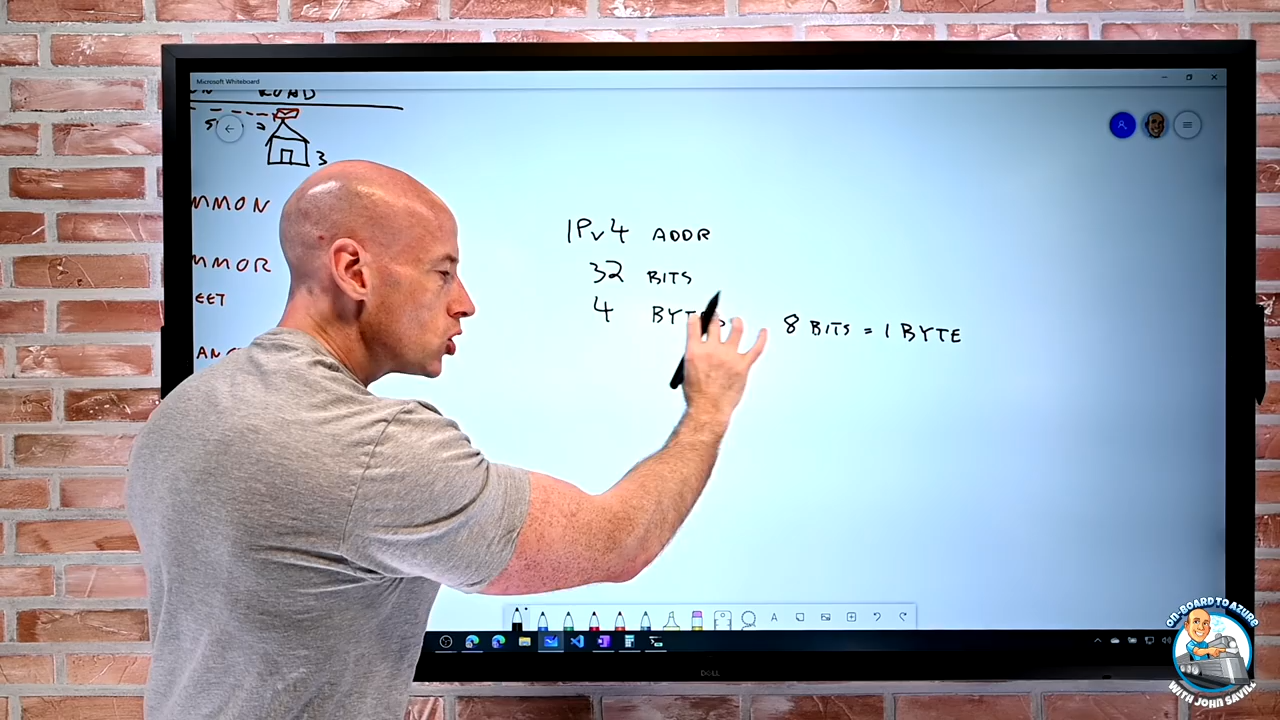 Microsoft Whiteboard
ROAD
3
MMON
MMOR
EET
IPv4 ADDR
32 BITS
4 BYTES
8 BITS = 1 BYTE
DELL
ON-BOARD TO AZURE
WITH JOHN SAVILL